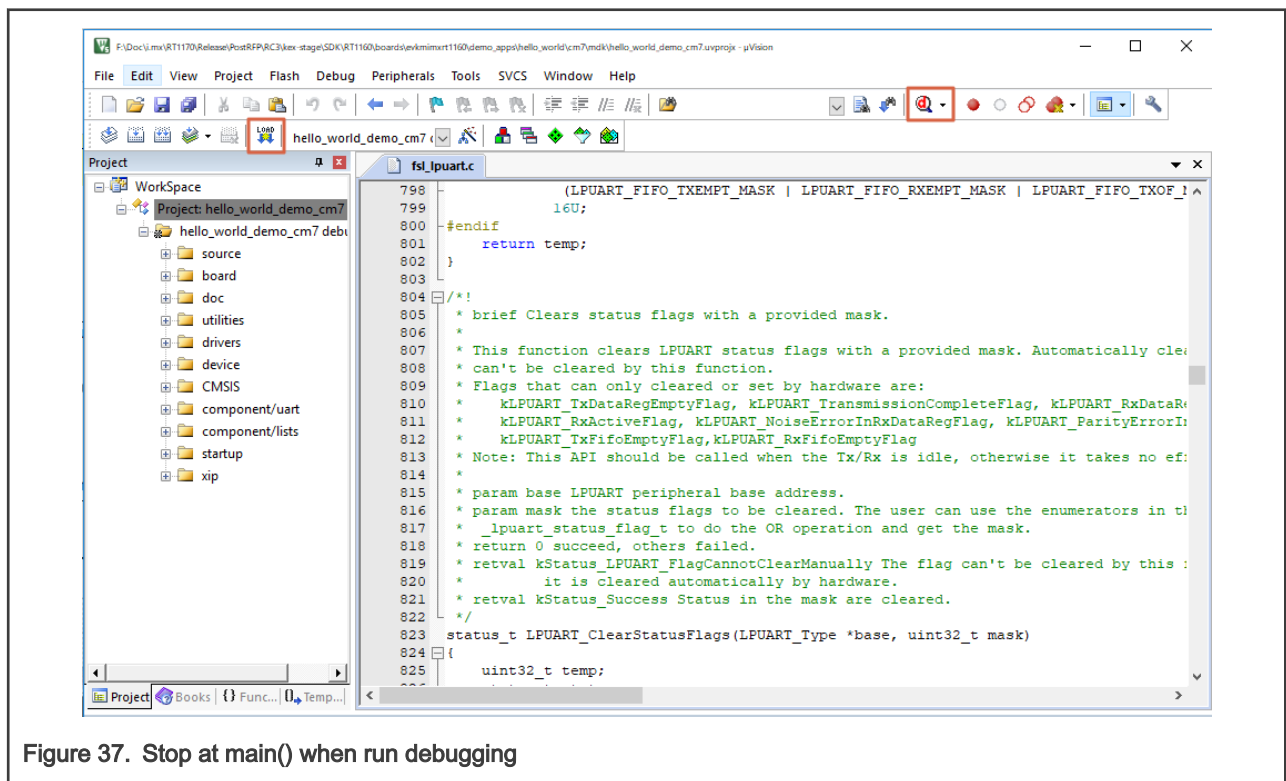 F:\Doc\i.mx\RT1170\Release\PostRFP\RC3\kex-stage\SDK\RT1160\boards\evkmimxrt1160\demo_apps\hello_world\cm7\mdk\hello_world_demo_cm7.uvprojx - µVision
File Edit View Project Flash Debug Peripherals Tools SVCS Window Help
LOAD hello_world_demo_cm7
Project
fsl_lpuart.c
WorkSpace
Project: hello_world_demo_cm7
hello_world_demo_cm7
source
board
doc
utilities
drivers
device
CMSIS
component/uart
component/lists
startup
xip
798 (LPUART_FIFO_TXEMPT_MASK | LPUART_FIFO_RXEMPT_MASK |
799 16U;
800 #endif
801 return temp;
802 }
803
804 /*!
805 * brief Clears status flags with a provided mask.
806 *
807 * This function clears LPUART status flags with a provided mask. Automatically
808 * can't be cleared by this function.
809 * Flags that can only cleared or set by hardware are:
810 * kLPUART_TxDataRegEmptyFlag, kLPUART_TransmissionCompleteFlag,
811 * kLPUART_RxActiveFlag, kLPUART_NoiseErrorInRxDataRegFlag,
812 * kLPUART_TxFifoEmptyFlag,kLPUART_RxFifoEmptyFlag
813 * Note: This API should be called when the Tx/Rx is idle, otherwise it takes no
814 *
815 * param base LPUART peripheral base address.
816 * param mask the status flags to be cleared. The user can use the enumerators in
817 * _lpuart_status_flag_t to do the OR operation and get the mask.
818 * return 0 succeed, others failed.
819 * retval kStatus_LPUART_FlagCannotClearManually The flag can't be cleared by this
820 * it is cleared automatically by hardware.
821 * retval kStatus_Success Status in the mask are cleared.
822 */
823 status_t LPUART_ClearStatusFlags(LPUART_Type *base, uint32_t mask)
824 {
825 uint32_t temp;
Project Books {} Func... Temp...
Figure 37. Stop at main() when run debugging